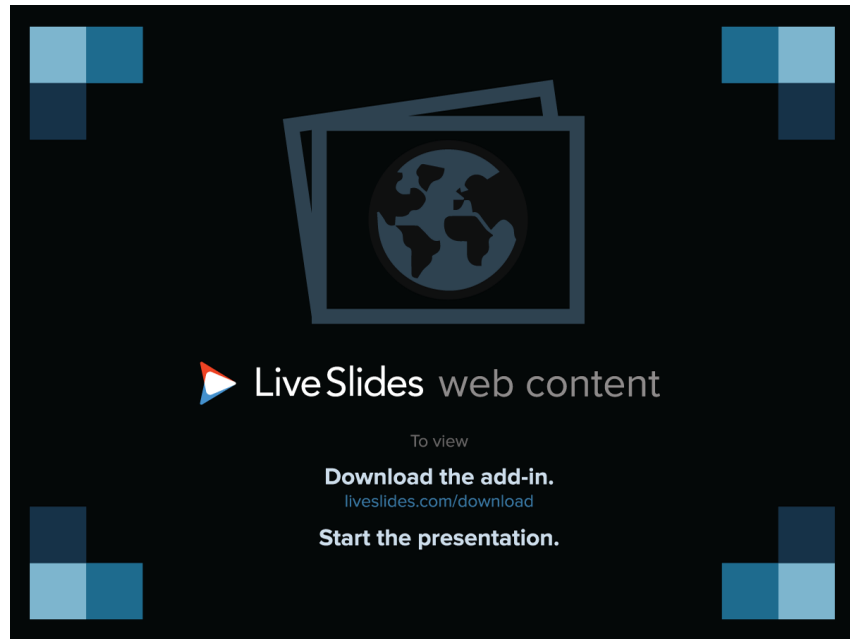 LiveSlides web content
To view
Download the add-in.
liveslides.com/download
Start the presentation.